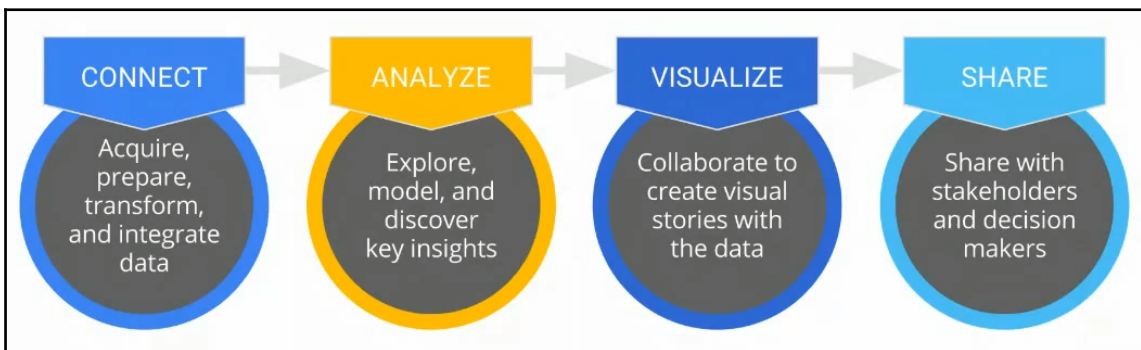 CONNECT
Acquire,
prepare,
transform,
and integrate
data
ANALYZE
Explore,
model, and
discover
key insights
VISUALIZE
Collaborate to
create visual
stories with
the data
SHARE
Share with
stakeholders
and decision
makers